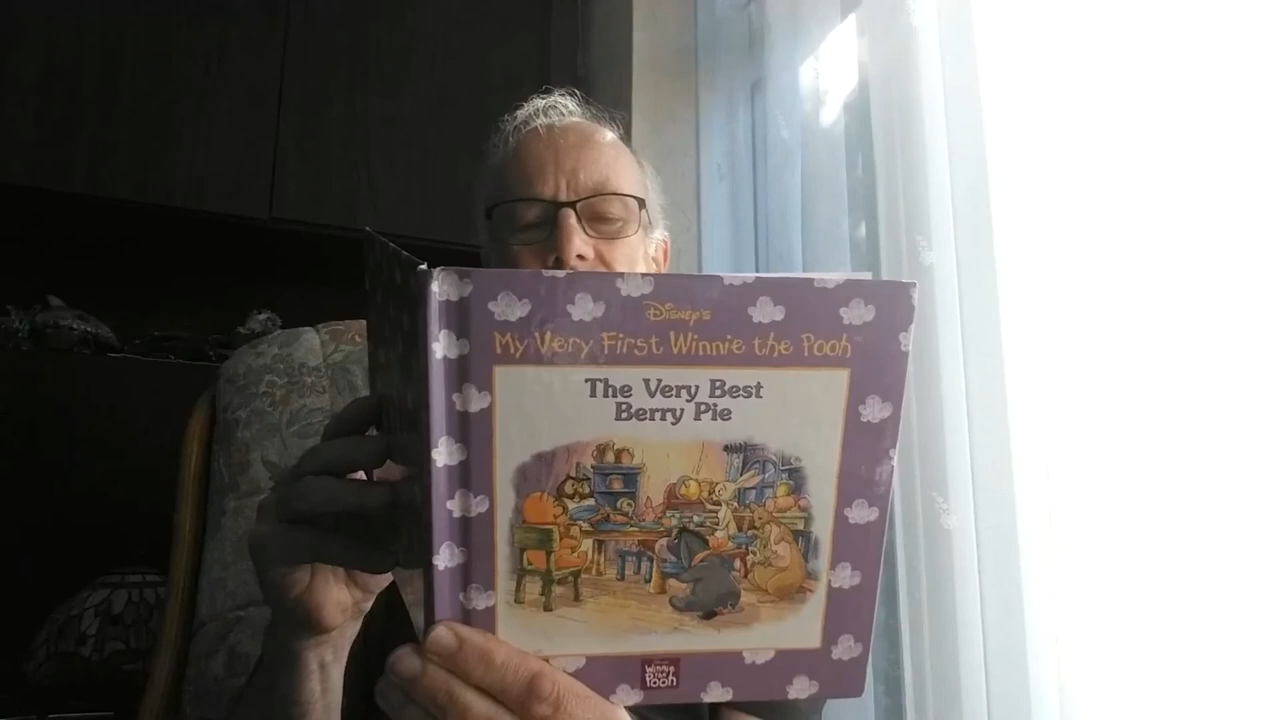 Disney's
My Very First Winnie the Pooh
The Very Best
Berry Pie
Winnie
the
Pooh